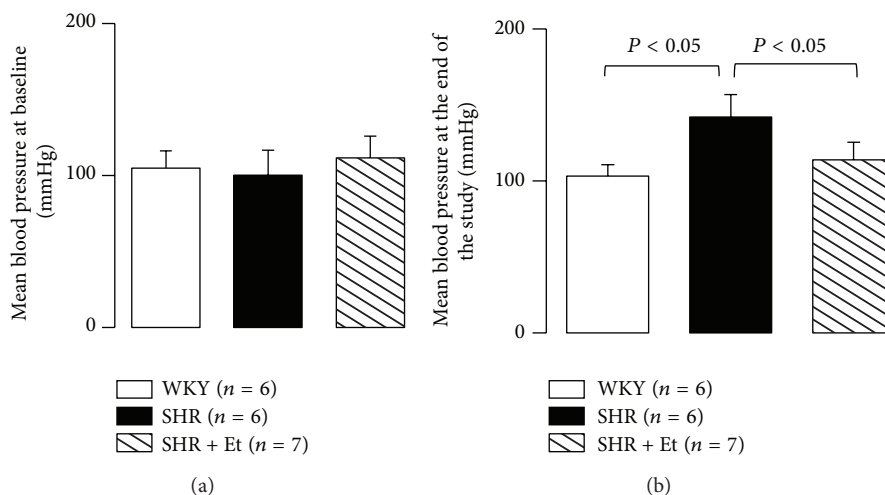 200
100
0
Mean blood pressure at baseline
(mmHg)
WKY (n = 6)
SHR (n = 6)
SHR + Et (n = 7)
(a)
200
100
0
Mean blood pressure at the end of
the study (mmHg)
P < 0.05
P < 0.05
WKY (n = 6)
SHR (n = 6)
SHR + Et (n = 7)
(b)